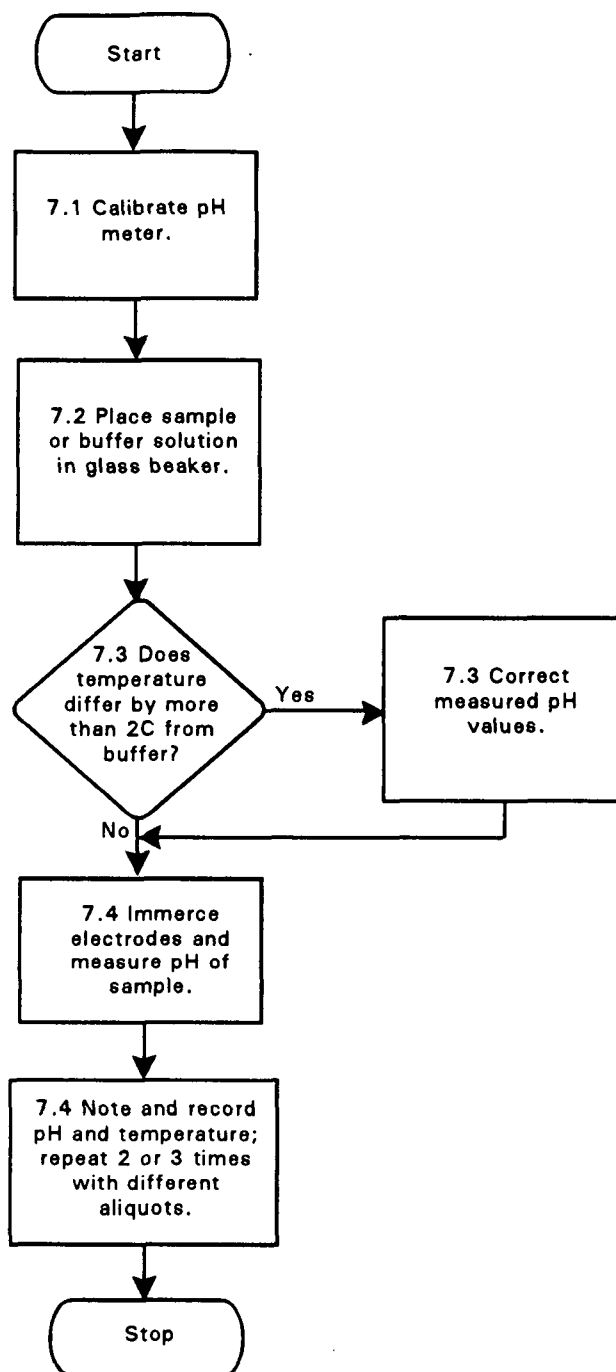 Start
7.1 Calibrate pH
meter.
7.2 Place sample
or buffer solution
in glass beaker.
7.3 Does
temperature
differ by more
than 2C from
buffer?
Yes
7.3 Correct
measured pH
values.
No
7.4 Immerce
electrodes and
measure pH of
sample.
7.4 Note and record
pH and temperature;
repeat 2 or 3 times
with different
aliquots.
Stop